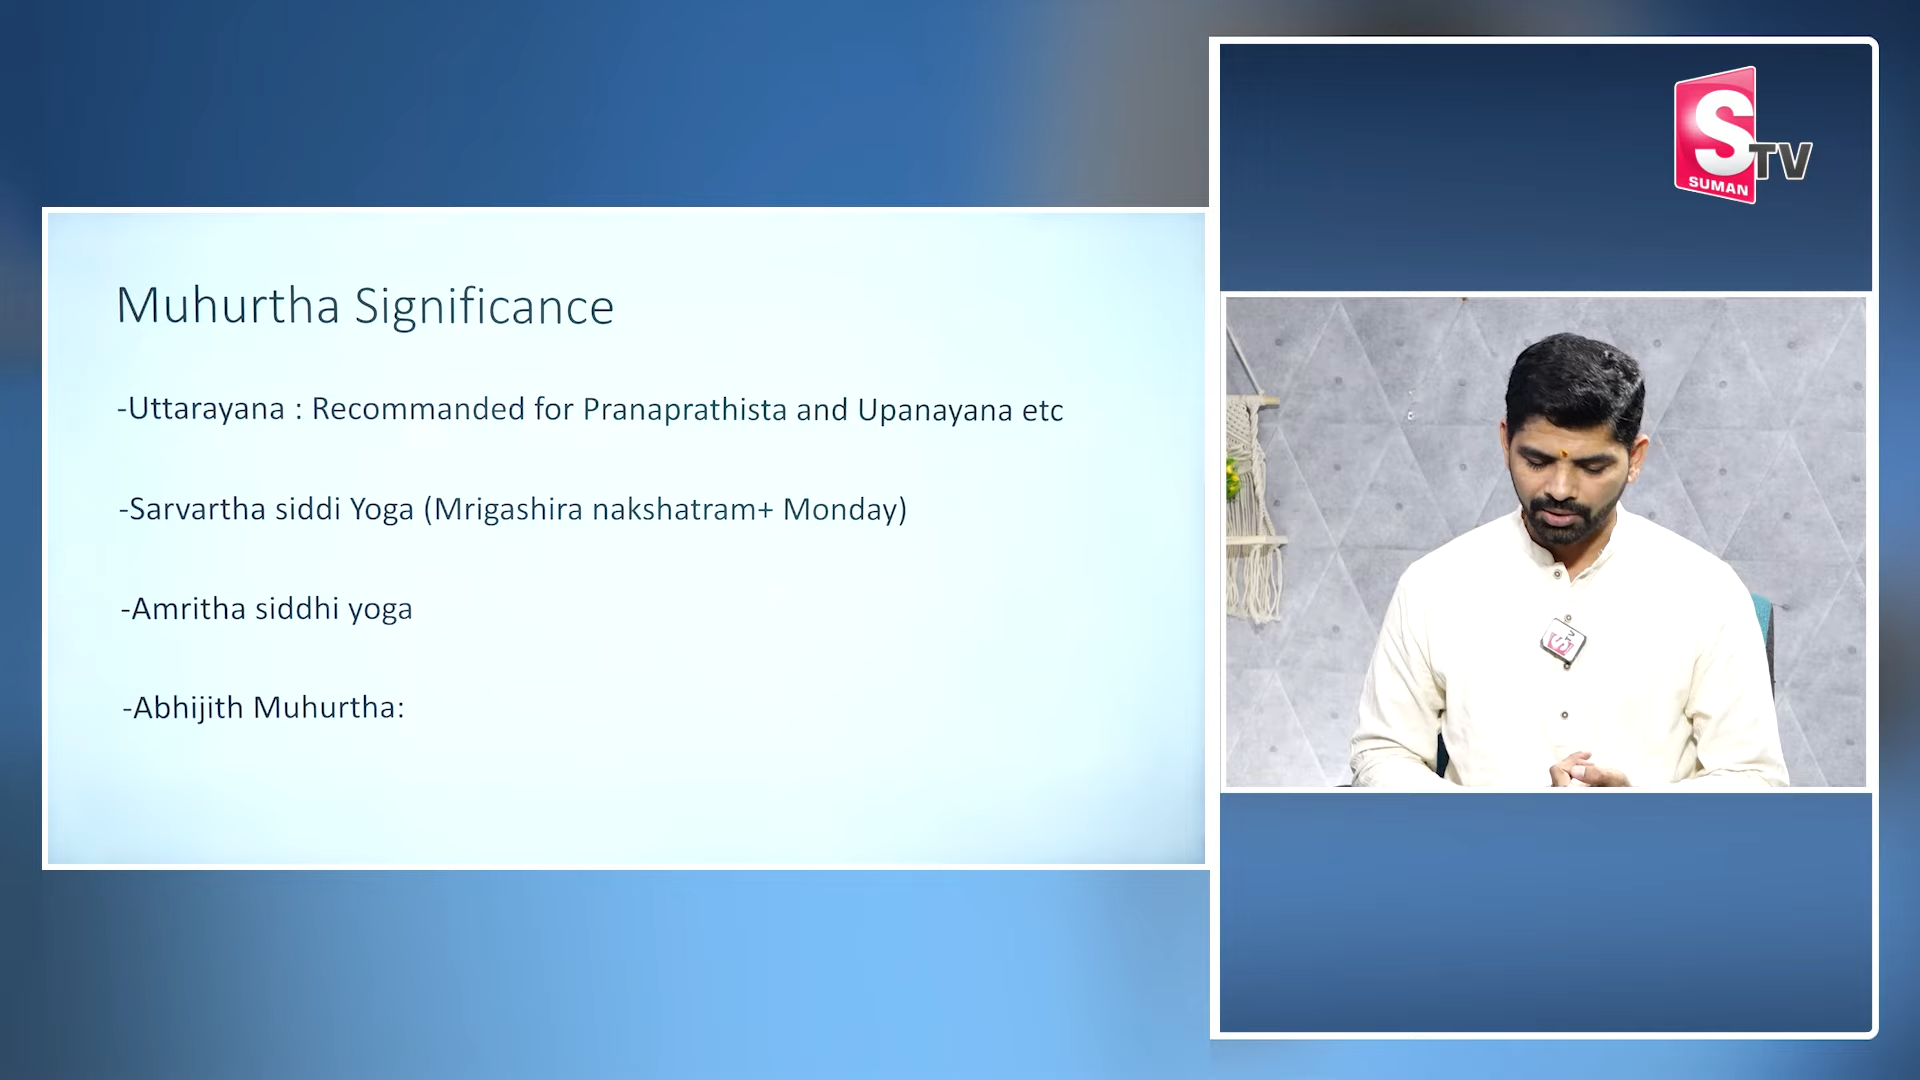 Muhurtha Significance
-Uttarayana : Recommanded for Pranaprathista and Upanayana etc
-Sarvartha siddi Yoga (Mrigashira nakshatram+ Monday)
-Amritha siddhi yoga
-Abhijith Muhurtha:
S TV
SUMAN